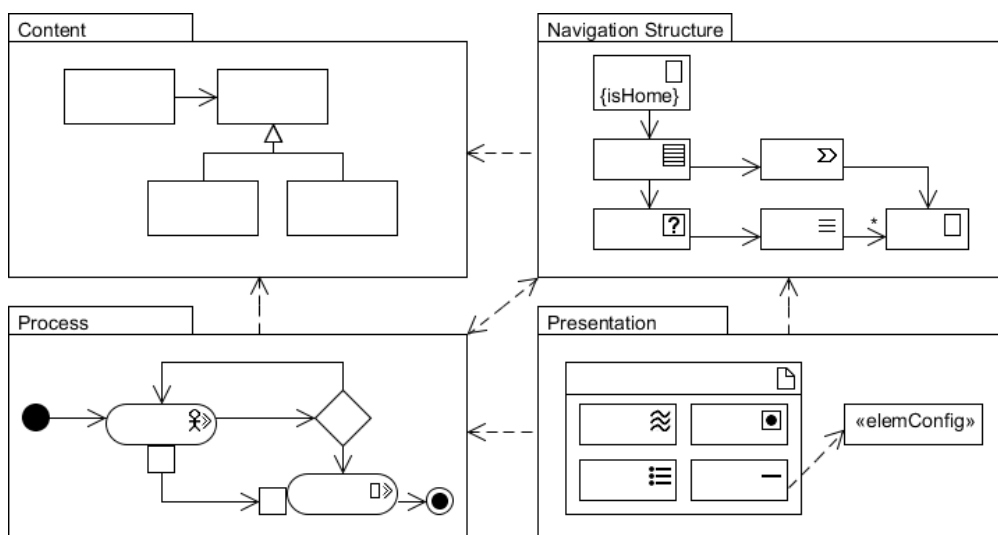 Content
Navigation Structure
{isHome}
?
*
Process
Presentation
«elemConfig»